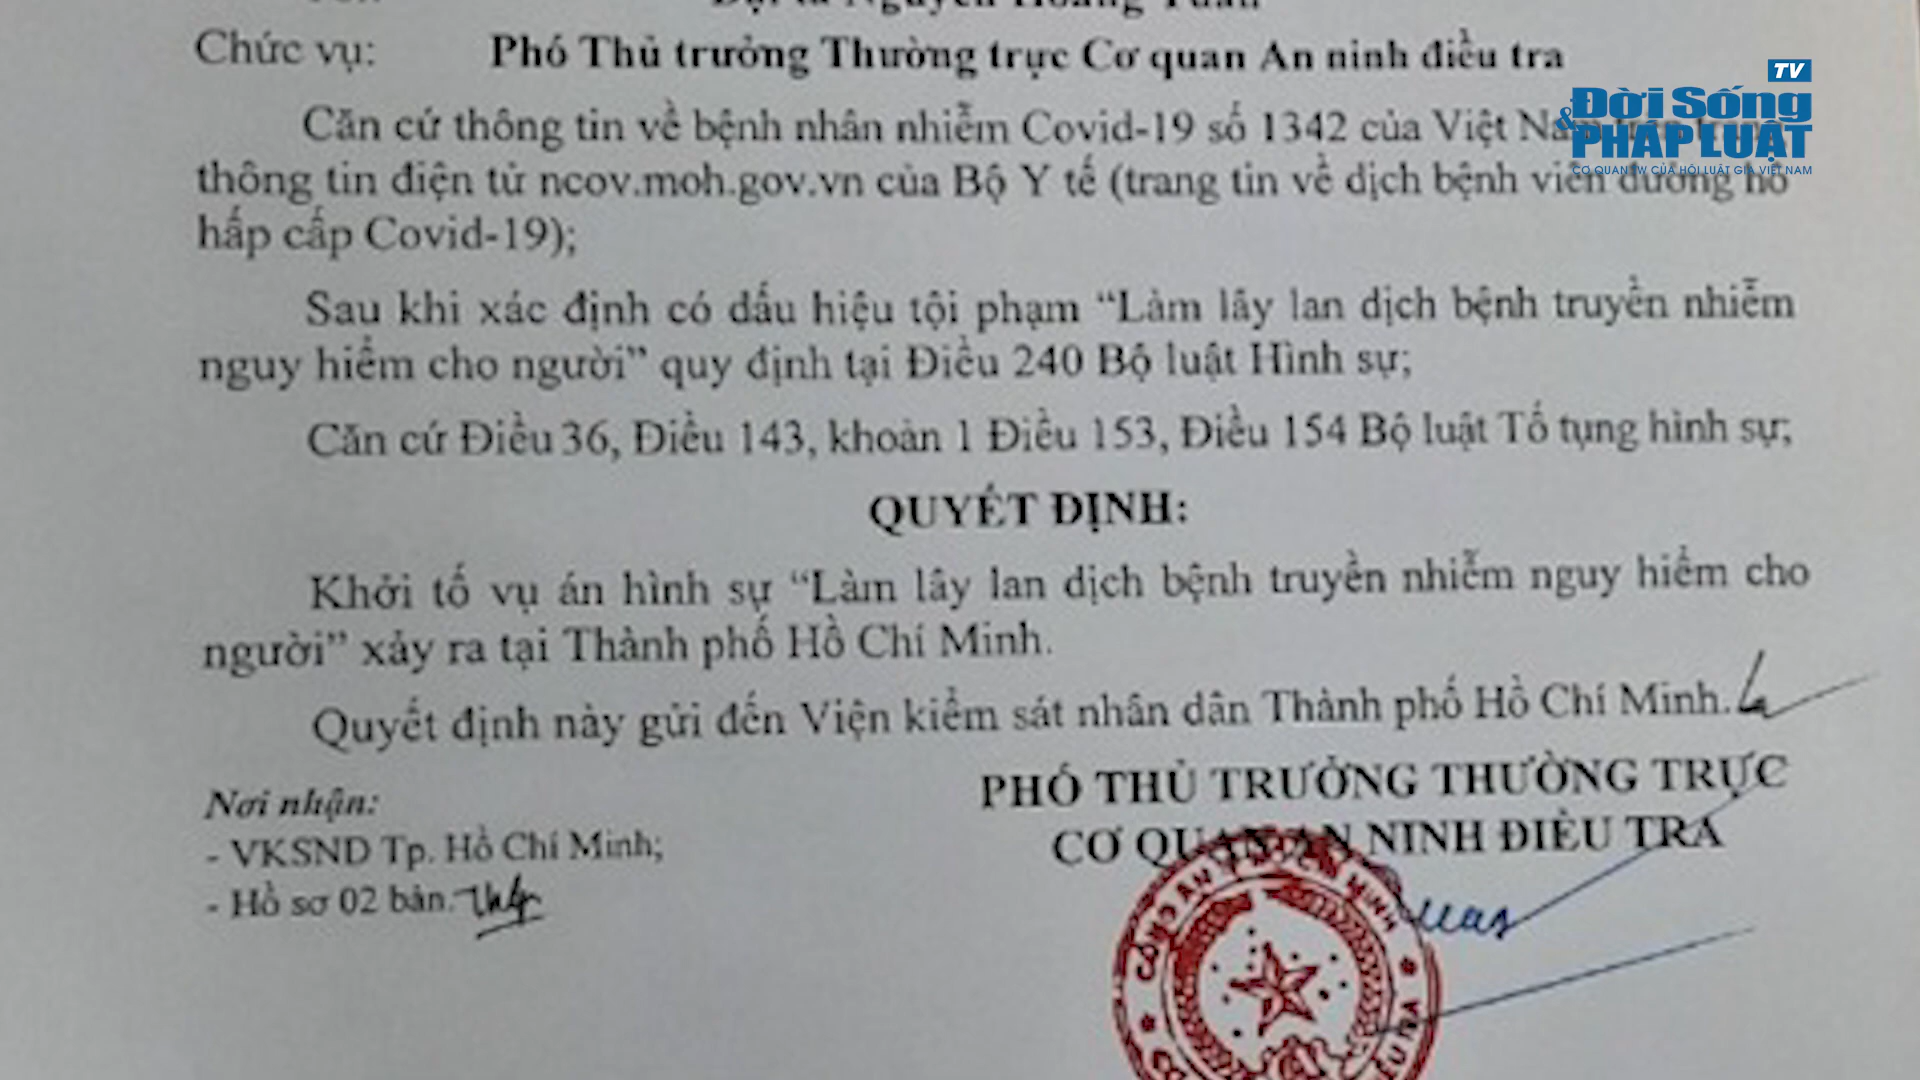 Chức vụ: Phó Thủ trưởng Thường trực Cơ quan An ninh điều tra
TV
Đời Sống
& PHÁP LUẬT
CƠ QUAN TW CỦA HỘI LUẬT GIA VIỆT NAM
Căn cứ thông tin về bệnh nhân nhiễm Covid-19 số 1342 của Việt
thông tin điện tử ncov.moh.gov.vn của Bộ Y tế (trang tin về dịch bệnh viêm đường hô
hấp cấp Covid-19);
Sau khi xác định có dấu hiệu tội phạm “Làm lây lan dịch bệnh truyền nhiễm
nguy hiểm cho người” quy định tại Điều 240 Bộ luật Hình sự;
Căn cứ Điều 36, Điều 143, khoản 1 Điều 153, Điều 154 Bộ luật Tố tụng hình sự;
QUYẾT ĐỊNH:
Khởi tố vụ án hình sự “Làm lây lan dịch bệnh truyền nhiễm nguy hiểm cho
người” xảy ra tại Thành phố Hồ Chí Minh.
Quyết định này gửi đến Viện kiểm sát nhân dân Thành phố Hồ Chí Minh.
PHÓ THỦ TRƯỞNG THƯỜNG TRỰC
CƠ QUAN AN NINH ĐIỀU TRA
Nơi nhận:
- VKSND Tp. Hồ Chí Minh;
- Hồ sơ 02 bản.
CÔNG AN MINH